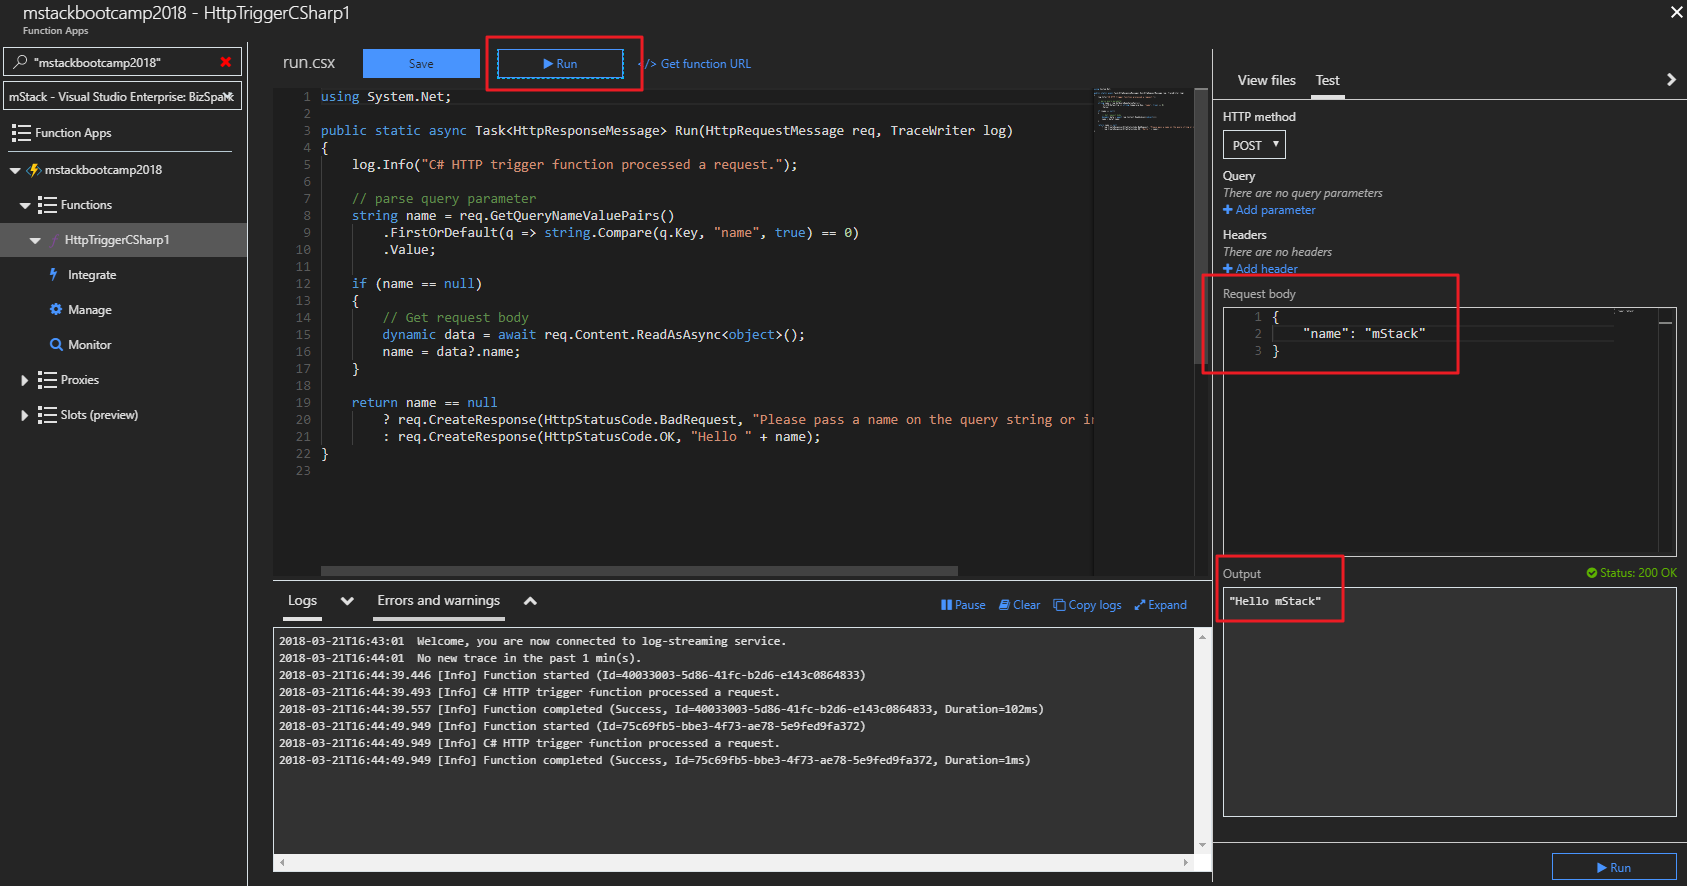 mstackbootcamp2018 - HttpTriggerCSharp1
Function Apps
"mstackbootcamp2018"
mStack - Visual Studio Enterprise: BizSpark
Function Apps
mstackbootcamp2018
Functions
HttpTriggerCSharp1
Integrate
Manage
Monitor
Proxies
Slots (preview)
run.csx
Save
Run
</> Get function URL
1 using System.Net;
2
3 public static async Task<HttpResponseMessage> Run(HttpRequestMessage req, TraceWriter log)
4 {
5 log.Info("C# HTTP trigger function processed a request.");
6
7 // parse query parameter
8 string name = req.GetQueryNameValuePairs()
9 .FirstOrDefault(q => string.Compare(q.Key, "name", true) == 0)
10 .Value;
11
12 if (name == null)
13 {
14 // Get request body
15 dynamic data = await req.Content.ReadAsAsync<object>();
16 name = data?.name;
17 }
18
19 return name == null
20 ? req.CreateResponse(HttpStatusCode.BadRequest, "Please pass a name on the query string or in
21 : req.CreateResponse(HttpStatusCode.OK, "Hello " + name);
22 }
23
Logs
Errors and warnings
Pause
Clear
Copy logs
Expand
2018-03-21T16:43:01 Welcome, you are now connected to log-streaming service.
2018-03-21T16:44:01 No new trace in the past 1 min(s).
2018-03-21T16:44:39.446 [Info] Function started (Id=40033003-5d86-41fc-b2d6-e143c0864833)
2018-03-21T16:44:39.493 [Info] C# HTTP trigger function processed a request.
2018-03-21T16:44:39.557 [Info] Function completed (Success, Id=40033003-5d86-41fc-b2d6-e143c0864833, Duration=102ms)
2018-03-21T16:44:49.949 [Info] Function started (Id=75c69fb5-bbe3-4f73-ae78-5e9fed9fa372)
2018-03-21T16:44:49.949 [Info] C# HTTP trigger function processed a request.
2018-03-21T16:44:49.949 [Info] Function completed (Success, Id=75c69fb5-bbe3-4f73-ae78-5e9fed9fa372, Duration=1ms)
View files
Test
HTTP method
POST
Query
There are no query parameters
+ Add parameter
Headers
There are no headers
+ Add header
Request body
1 {
2 "name": "mStack"
3 }
Output
Status: 200 OK
"Hello mStack"
Run